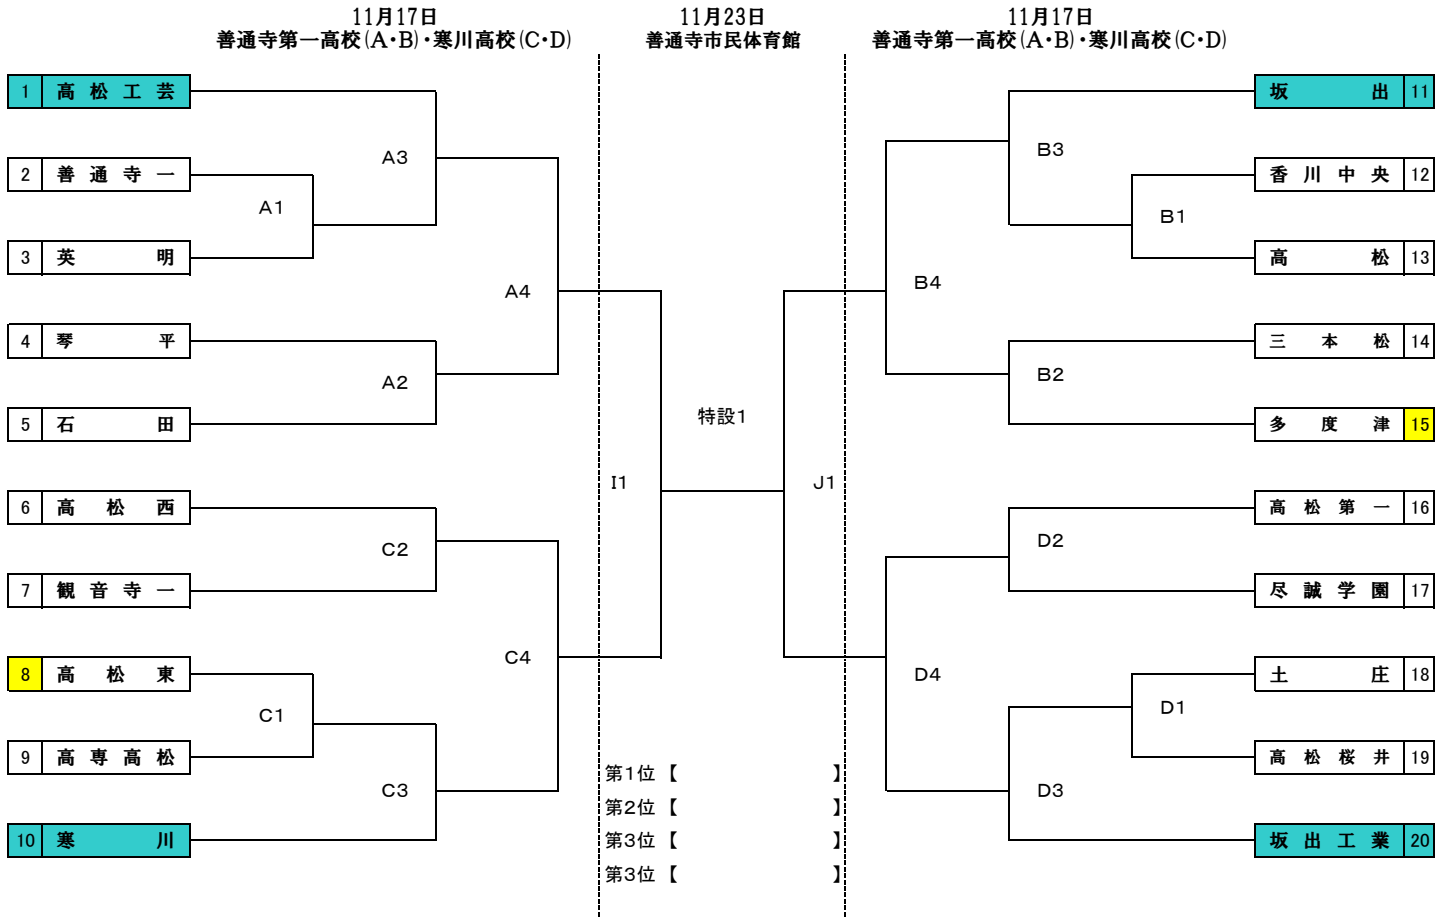 11月17日
善通寺第一高校(A・B)・寒川高校(C・D)
11月23日
善通寺市民体育館
11月17日
善通寺第一高校(A・B)・寒川高校(C・D)
1 高松工芸
2 善通寺一
3 英明
4 琴平
5 石田
6 高松西
7 観音寺一
8 高松東
9 高専高松
10 寒川
A3
A1
A4
A2
C2
C4
C1
C3
I1
特設1
J1
B3
B1
B4
B2
D2
D4
D1
D3
坂出 11
香川中央 12
高松 13
三本松 14
多度津 15
高松第一 16
尽誠学園 17
土庄 18
高松桜井 19
坂出工業 20
第1位【 】
第2位【 】
第3位【 】
第3位【 】